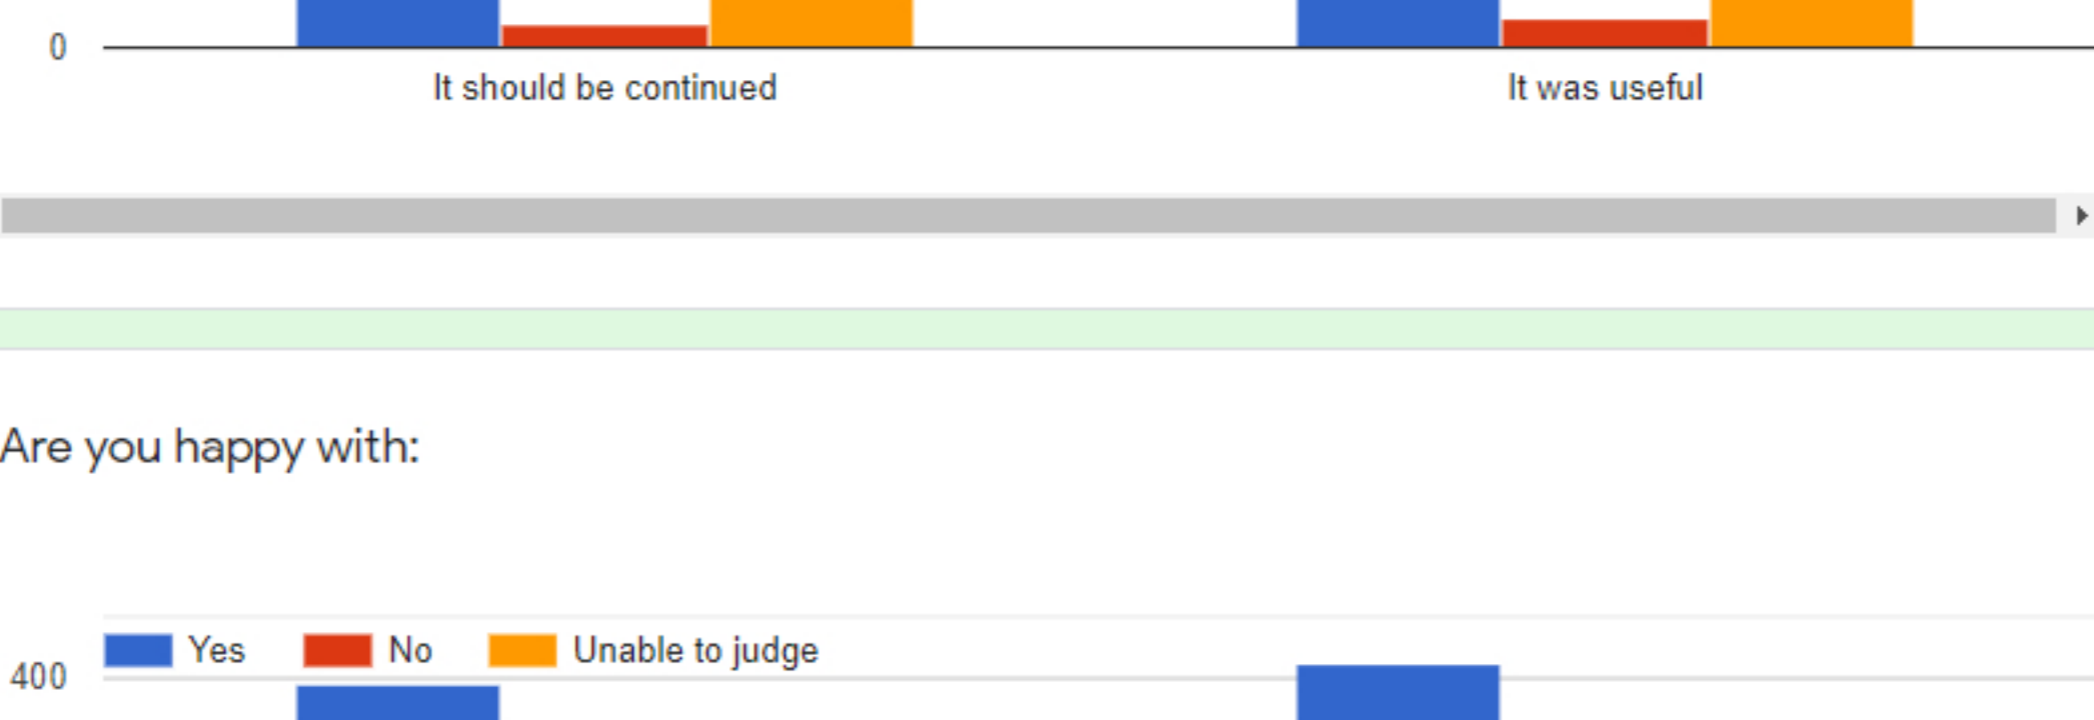 0
It should be continued It was useful
Are you happy with:
Yes No Unable to judge
400